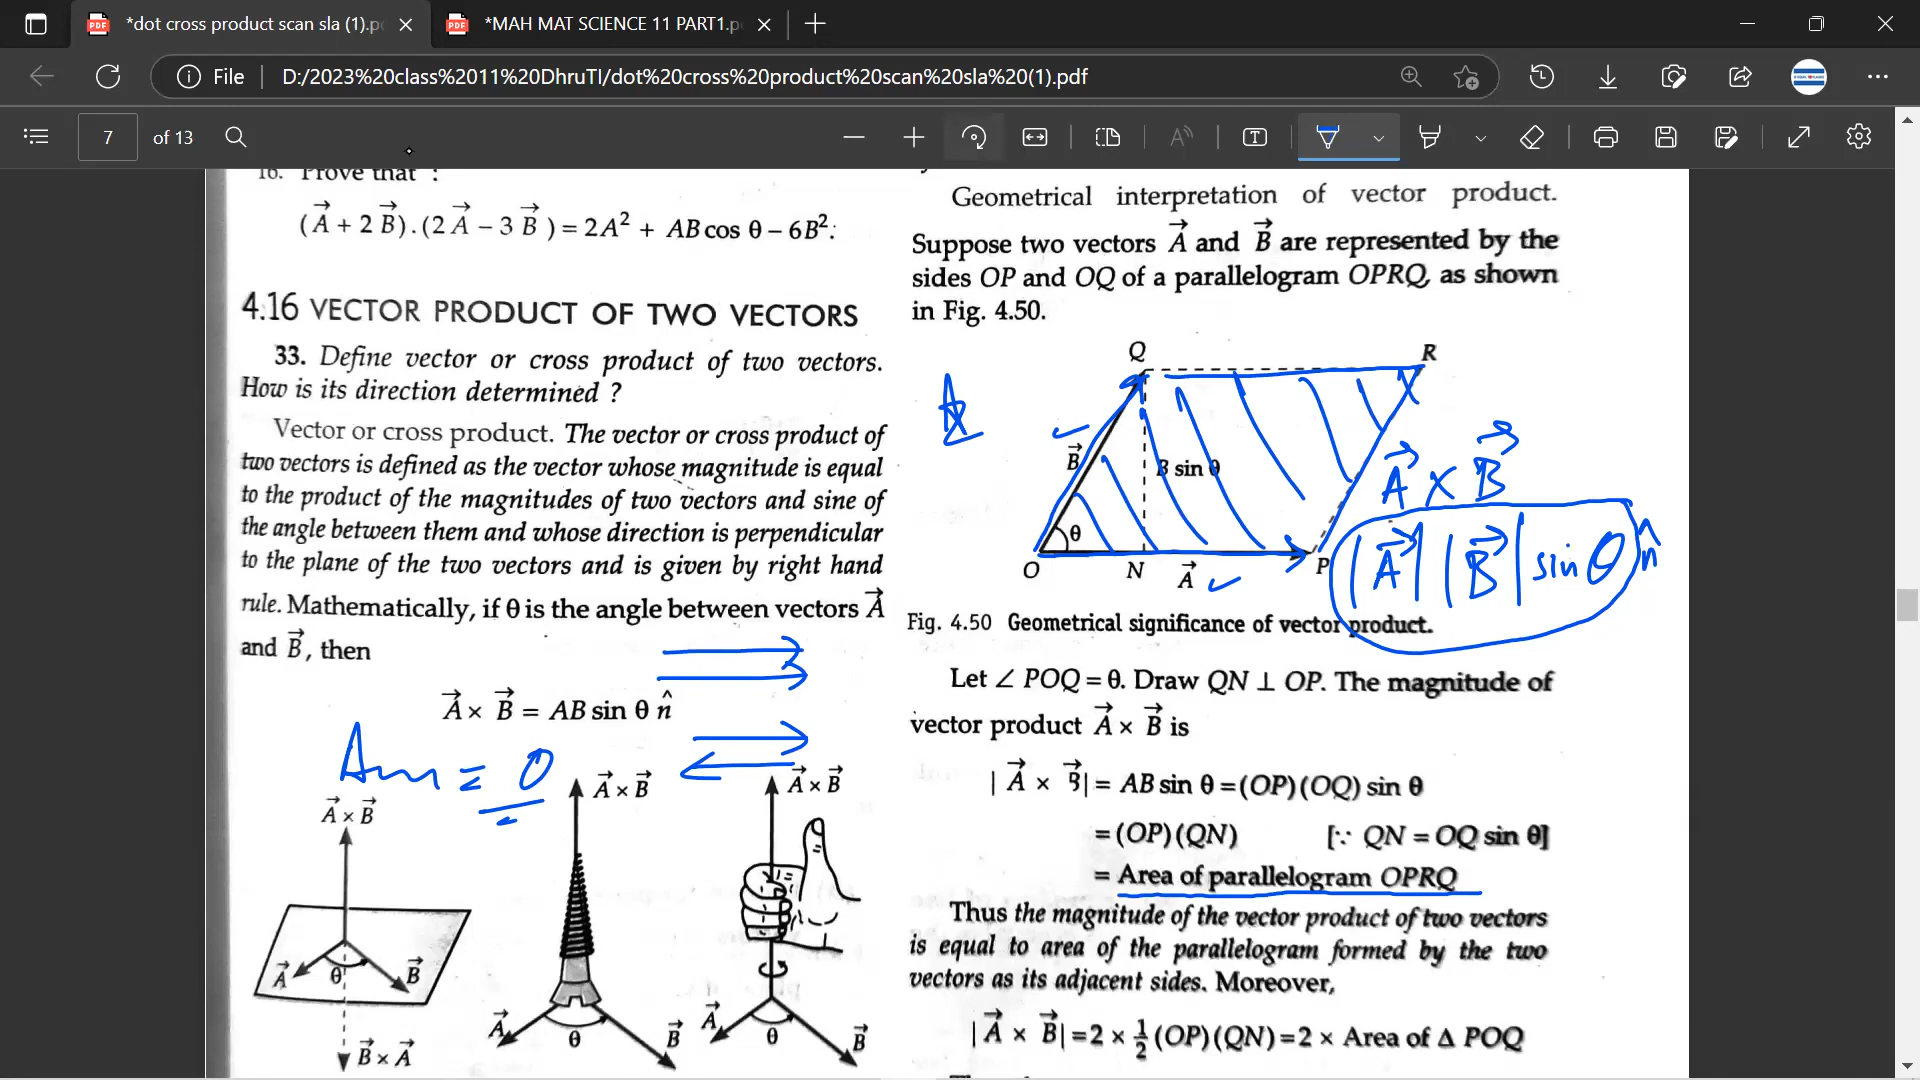 *dot cross product scan sla (1).p
*MAH MAT SCIENCE 11 PART1.p
File
D:/2023%20class%2011%20DhruTI/dot%20cross%20product%20scan%20sla%20(1).pdf
7 of 13
16. Prove that :
(A⃗ + 2 B⃗).(2 A⃗ − 3 B⃗) = 2A² + AB cos θ − 6B².
4.16 VECTOR PRODUCT OF TWO VECTORS
33. Define vector or cross product of two vectors.
How is its direction determined ?
Vector or cross product. The vector or cross product of
two vectors is defined as the vector whose magnitude is equal
to the product of the magnitudes of two vectors and sine of
the angle between them and whose direction is perpendicular
to the plane of the two vectors and is given by right hand
rule. Mathematically, if θ is the angle between vectors A⃗
and B⃗, then
A⃗ × B⃗ = AB sin θ n̂
= 0
A⃗ × B⃗
A⃗ × B⃗
A⃗ × B⃗
A⃗
θ
B⃗
B⃗ × A⃗
A⃗
θ
B⃗
A⃗
θ
B⃗
Geometrical interpretation of vector product.
Suppose two vectors A⃗ and B⃗ are represented by the
sides OP and OQ of a parallelogram OPRQ, as shown
in Fig. 4.50.
Q
R
B⃗
B sin θ
θ
O
N
A⃗
P
A⃗ × B⃗
|A⃗| |B⃗| sin θ n̂
Fig. 4.50 Geometrical significance of vector product.
Let ∠ POQ = θ. Draw QN ⊥ OP. The magnitude of
vector product A⃗ × B⃗ is
| A⃗ × B⃗| = AB sin θ = (OP)(OQ) sin θ
= (OP)(QN) [∵ QN = OQ sin θ]
= Area of parallelogram OPRQ
Thus the magnitude of the vector product of two vectors
is equal to area of the parallelogram formed by the two
vectors as its adjacent sides. Moreover,
| A⃗ × B⃗| = 2 × ½ (OP)(QN) = 2 × Area of Δ POQ